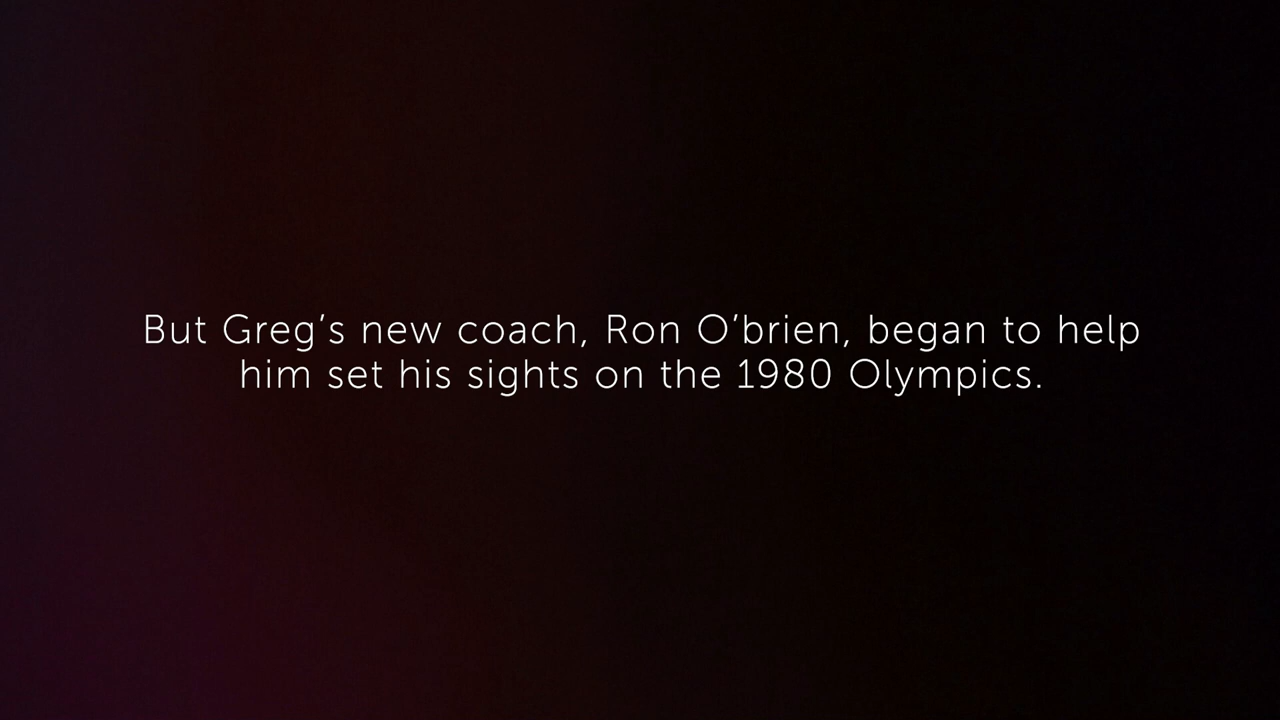 But Greg’s new coach, Ron O’brien, began to help
him set his sights on the 1980 Olympics.